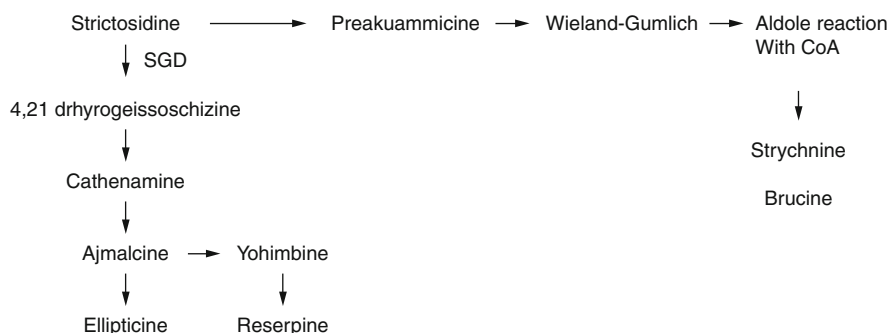 Strictosidine Preakuammicine Wieland-Gumlich Aldole reaction
With CoA
SGD
4,21 drhyrogeissoschizine
Strychnine
Cathenamine
Brucine
Ajmalcine Yohimbine
Ellipticine Reserpine